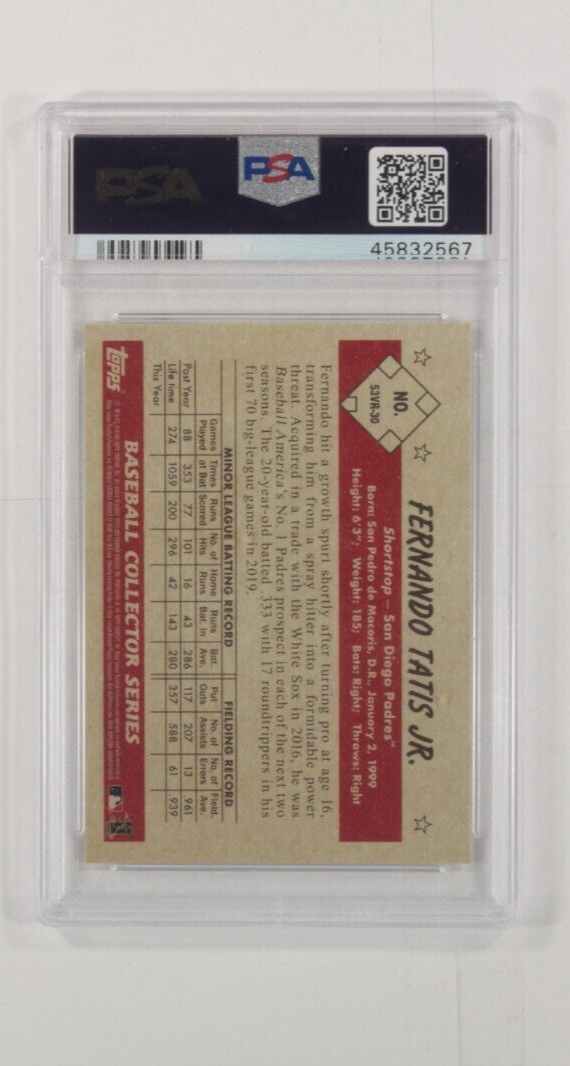 PSA
PSA
45832567
NO.
53VR-30
FERNANDO TATIS JR.
Shortstop — San Diego Padres™
Born: San Pedro de Macoris, D.R., January 2, 1999
Height: 6'3"; Weight: 185; Bats: Right; Throws: Right
Fernando hit a growth spurt shortly after turning pro at age 16,
transforming him from a spray hitter into a formidable power
threat. Acquired in a trade with the White Sox in 2016, he was
Baseball America's No. 1 Padres prospect in each of the next two
seasons. The 20-year-old batted .333 with 17 roundtrippers in his
first 70 big-league games in 2019.
MINOR LEAGUE BATTING RECORD FIELDING RECORD
Games Times Runs No. of Home Runs Bat. Put No. of No. of Field.
Played at Bat Scored Hits Runs Bat. In Ave. Outs Assists Errors Ave.
Past Year 88 353 77 101 16 43 .286 117 207 13 .961
Life time 274 1059 200 296 42 143 .280 357 588 61 .939
This Year
topps
BASEBALL COLLECTOR SERIES